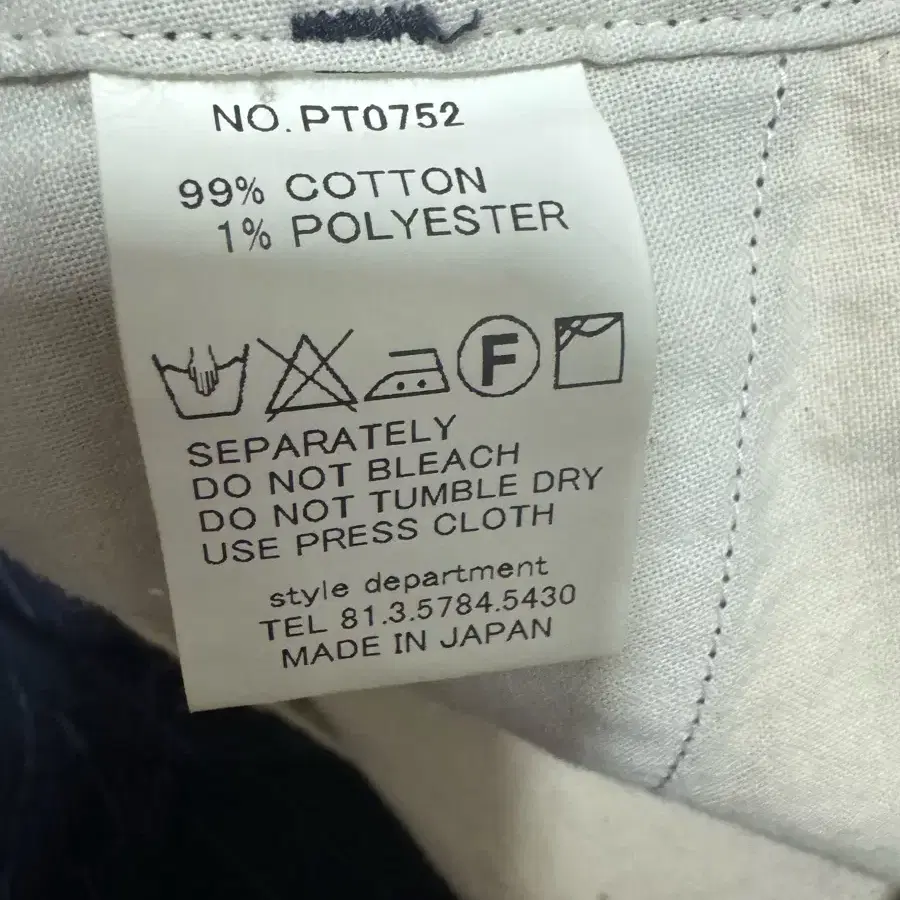 NO. PT0752
99% COTTON
1% POLYESTER
F
SEPARATELY
DO NOT BLEACH
DO NOT TUMBLE DRY
USE PRESS CLOTH
style department
TEL 81.3.5784.5430
MADE IN JAPAN